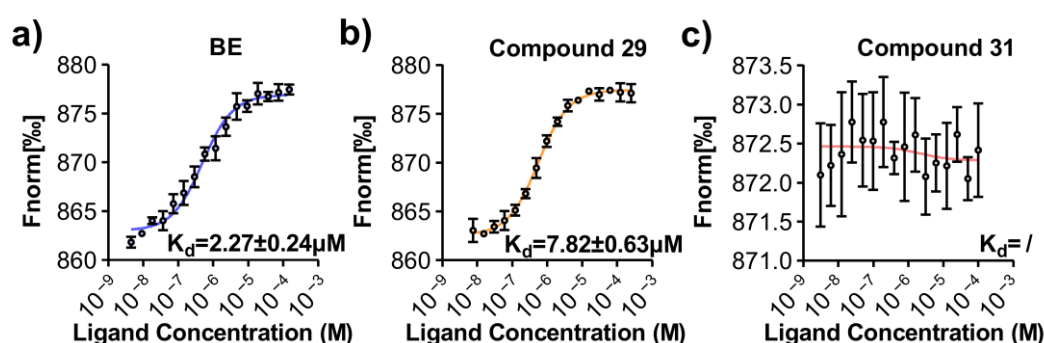 a)
BE
880
875
870
865
860
Fnorm[‰]
Kd=2.27±0.24µM
10⁻⁹
10⁻⁸
10⁻⁷
10⁻⁶
10⁻⁵
10⁻⁴
10⁻³
Ligand Concentration (M)
b)
Compound 29
880
875
870
865
860
Fnorm[‰]
Kd=7.82±0.63µM
10⁻⁹
10⁻⁸
10⁻⁷
10⁻⁶
10⁻⁵
10⁻⁴
10⁻³
Ligand Concentration (M)
c)
Compound 31
873.5
873.0
872.5
872.0
871.5
871.0
Fnorm[‰]
Kd= /
10⁻⁹
10⁻⁸
10⁻⁷
10⁻⁶
10⁻⁵
10⁻⁴
10⁻³
Ligand Concentration (M)